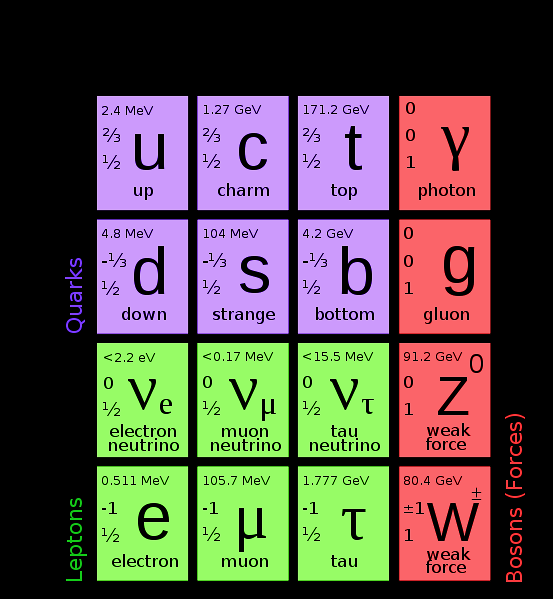 2.4 MeV
⅔
½
u
up
1.27 GeV
⅔
½
c
charm
171.2 GeV
⅔
½
t
top
0
0
1
γ
photon
Quarks
4.8 MeV
-⅓
½
d
down
104 MeV
-⅓
½
s
strange
4.2 GeV
-⅓
½
b
bottom
0
0
1
g
gluon
<2.2 eV
0
½
νe
electron
neutrino
<0.17 MeV
0
½
νμ
muon
neutrino
<15.5 MeV
0
½
ντ
tau
neutrino
91.2 GeV
0
1
Z0
weak
force
Leptons
0.511 MeV
-1
½
e
electron
105.7 MeV
-1
½
μ
muon
1.777 GeV
-1
½
τ
tau
80.4 GeV
±1
1
W±
weak
force
Bosons (Forces)